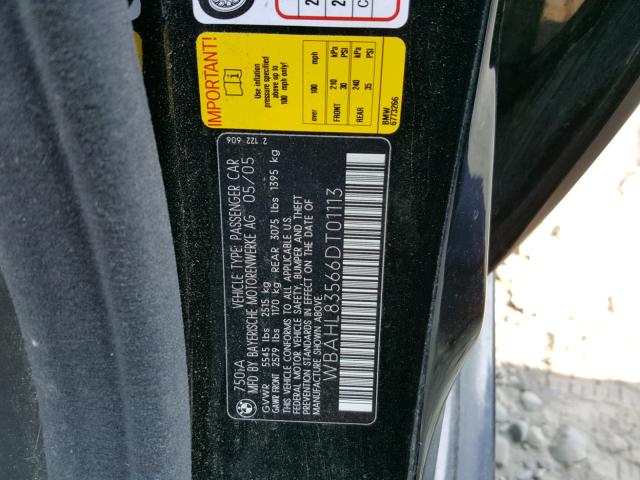 IMPORTANT!
Use inflation
pressure specified
above up to
100 mph only!
over 100 mph
FRONT 210 kPa
30 PSI
REAR 240 kPa
35 PSI
BMW
6773266
750iA VEHICLE TYPE: PASSENGER CAR 2 122 606
MFD BY BAYERISCHE MOTORENWERKE AG 05/05
GVWR 5545 lbs 2515 kg
GAWR FRONT 2579 lbs 1170 kg REAR 3075 lbs 1395 kg
THIS VEHICLE CONFORMS TO ALL APPLICABLE U.S.
FEDERAL MOTOR VEHICLE SAFETY, BUMPER, AND THEFT
PREVENTION STANDARDS IN EFFECT ON THE DATE OF
MANUFACTURE SHOWN ABOVE.
WBAHL83566DT01113